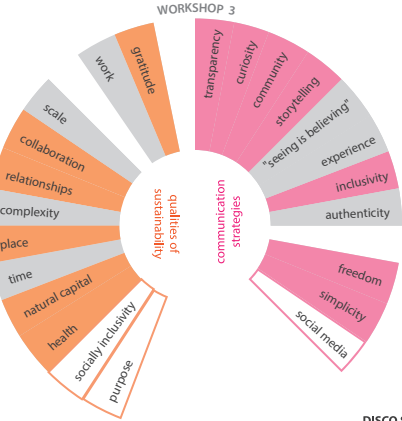 WORKSHOP 3
transparency
curiosity
community
storytelling
"seeing is believing"
experience
inclusivity
authenticity
freedom
simplicity
social media
communication
strategies
work
gratitude
scale
collaboration
relationships
complexity
place
time
natural capital
health
socially inclusivity
purpose
qualities of
sustainability